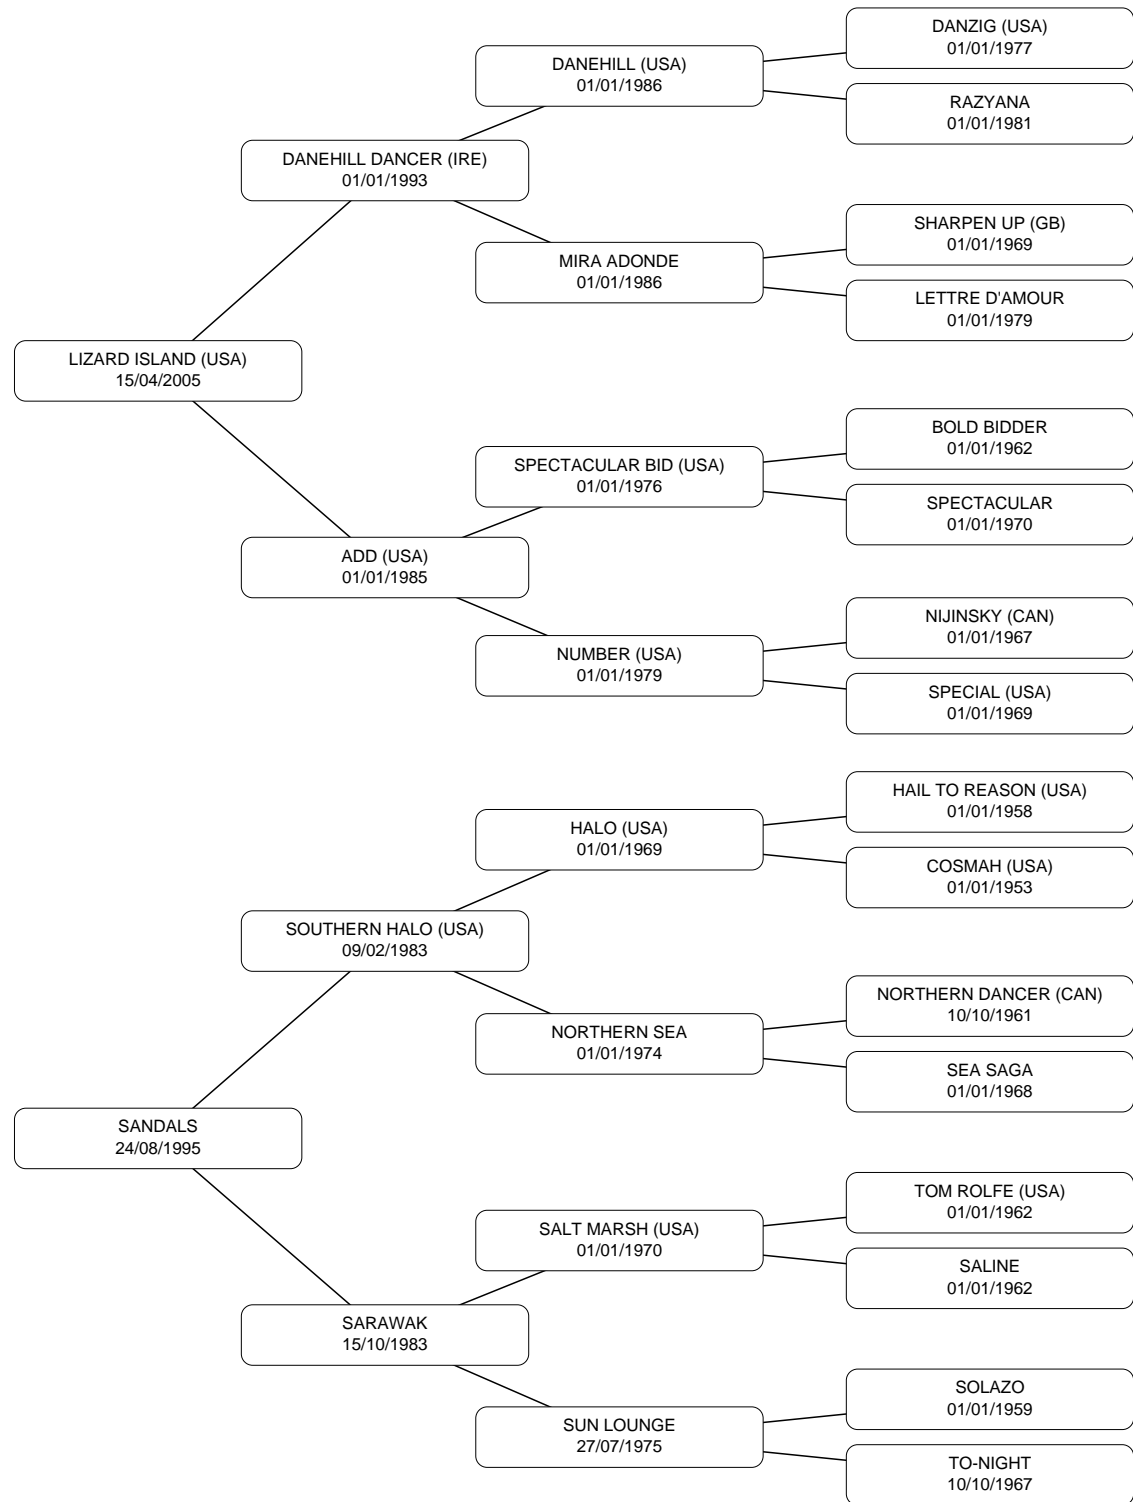 DANZIG (USA)
01/01/1977
DANEHILL (USA)
01/01/1986
RAZYANA
01/01/1981
DANEHILL DANCER (IRE)
01/01/1993
SHARPEN UP (GB)
01/01/1969
MIRA ADONDE
01/01/1986
LETTRE D'AMOUR
01/01/1979
LIZARD ISLAND (USA)
15/04/2005
BOLD BIDDER
01/01/1962
SPECTACULAR BID (USA)
01/01/1976
SPECTACULAR
01/01/1970
ADD (USA)
01/01/1985
NIJINSKY (CAN)
01/01/1967
NUMBER (USA)
01/01/1979
SPECIAL (USA)
01/01/1969
HAIL TO REASON (USA)
01/01/1958
HALO (USA)
01/01/1969
COSMAH (USA)
01/01/1953
SOUTHERN HALO (USA)
09/02/1983
NORTHERN DANCER (CAN)
10/10/1961
NORTHERN SEA
01/01/1974
SEA SAGA
01/01/1968
SANDALS
24/08/1995
TOM ROLFE (USA)
01/01/1962
SALT MARSH (USA)
01/01/1970
SALINE
01/01/1962
SARAWAK
15/10/1983
SOLAZO
01/01/1959
SUN LOUNGE
27/07/1975
TO-NIGHT
10/10/1967